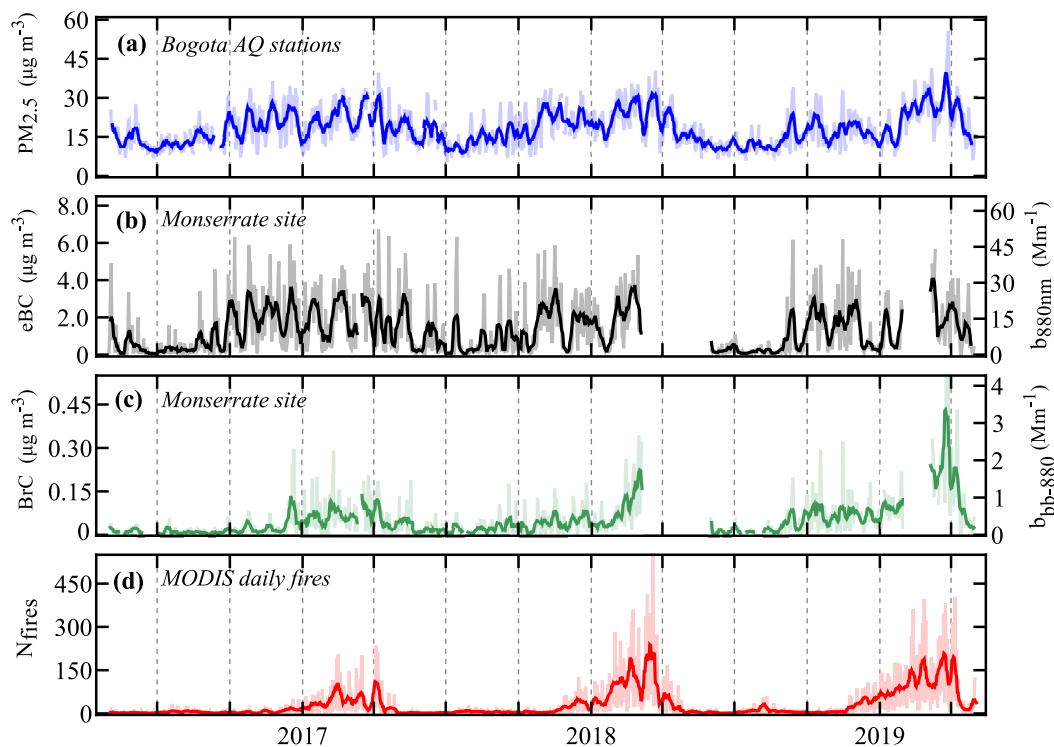 60
45
30
15
0
PM2.5 (μg m-3)
(a) Bogota AQ stations
8.0
6.0
4.0
2.0
0
eBC (μg m-3)
(b) Monserrate site
60
45
30
15
0
b880nm (Mm-1)
0.45
0.30
0.15
0
BrC (μg m-3)
(c) Monserrate site
4
3
2
1
0
bbb-880 (Mm-1)
450
300
150
0
Nfires
(d) MODIS daily fires
2017 2018 2019